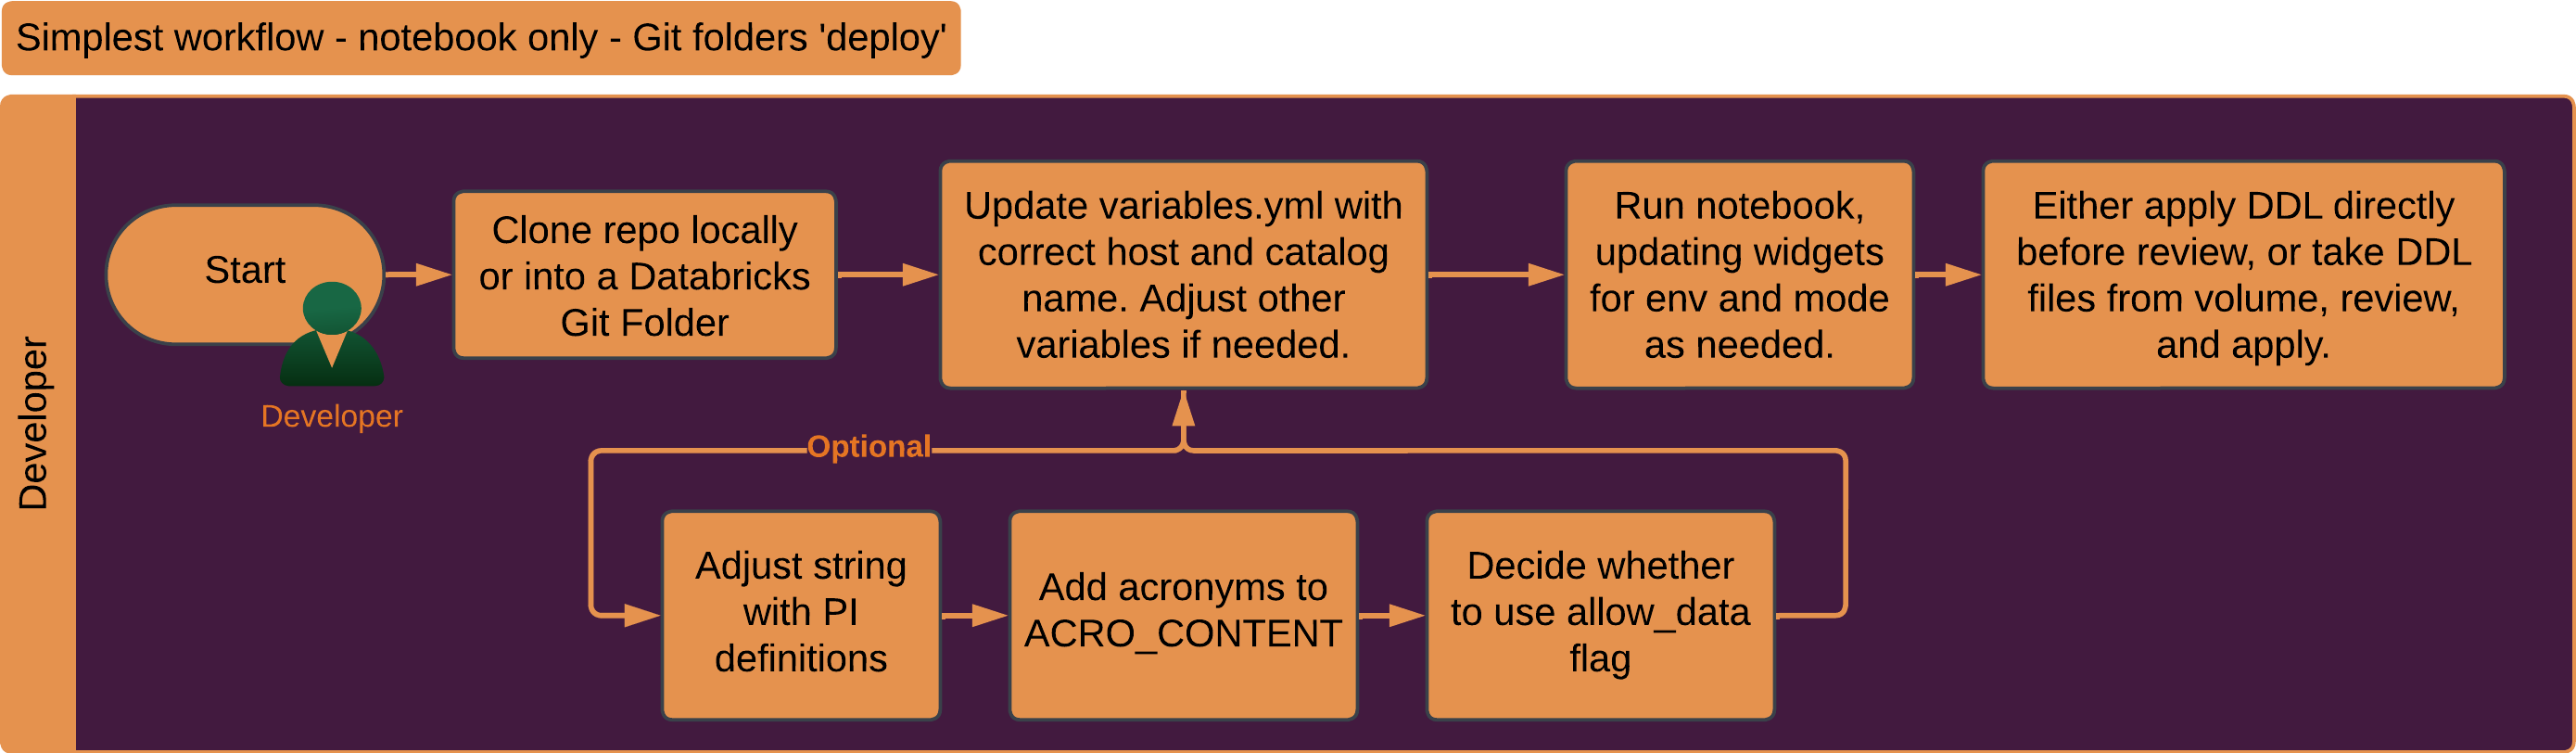 Simplest workflow - notebook only - Git folders 'deploy'
Developer
Start
Developer
Clone repo locally
or into a Databricks
Git Folder
Update variables.yml with
correct host and catalog
name. Adjust other
variables if needed.
Run notebook,
updating widgets
for env and mode
as needed.
Either apply DDL directly
before review, or take DDL
files from volume, review,
and apply.
Optional
Adjust string
with PI
definitions
Add acronyms to
ACRO_CONTENT
Decide whether
to use allow_data
flag